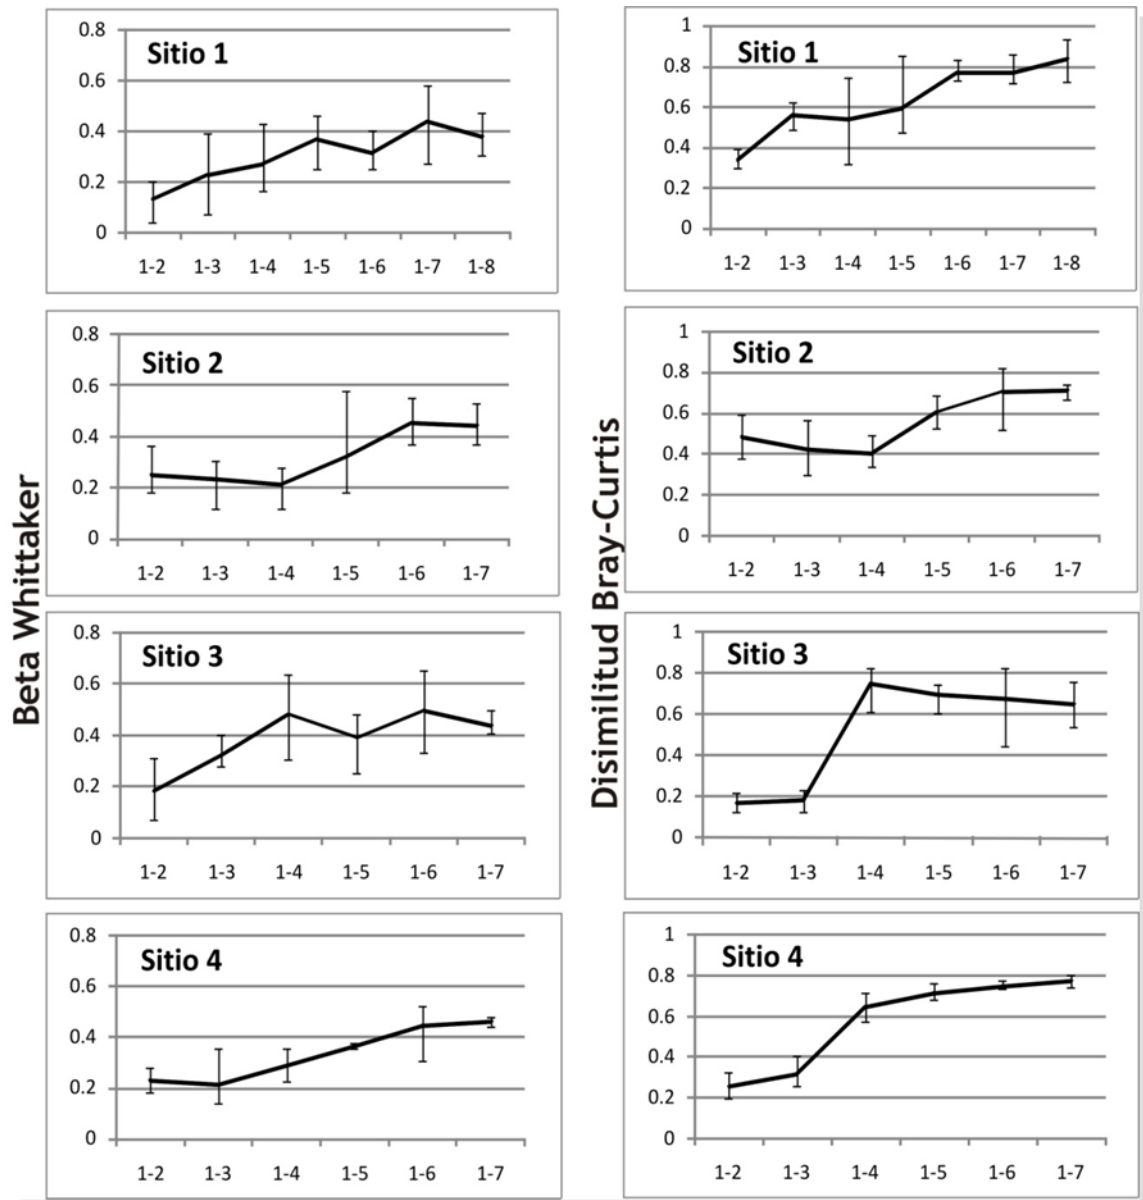 Beta Whittaker
Sitio 1
0.8
0.6
0.4
0.2
0
1-2 1-3 1-4 1-5 1-6 1-7 1-8
Sitio 2
0.8
0.6
0.4
0.2
0
1-2 1-3 1-4 1-5 1-6 1-7
Sitio 3
0.8
0.6
0.4
0.2
0
1-2 1-3 1-4 1-5 1-6 1-7
Sitio 4
0.8
0.6
0.4
0.2
0
1-2 1-3 1-4 1-5 1-6 1-7
Disimilitud Bray-Curtis
Sitio 1
1
0.8
0.6
0.4
0.2
0
1-2 1-3 1-4 1-5 1-6 1-7 1-8
Sitio 2
1
0.8
0.6
0.4
0.2
0
1-2 1-3 1-4 1-5 1-6 1-7
Sitio 3
1
0.8
0.6
0.4
0.2
0
1-2 1-3 1-4 1-5 1-6 1-7
Sitio 4
1
0.8
0.6
0.4
0.2
0
1-2 1-3 1-4 1-5 1-6 1-7